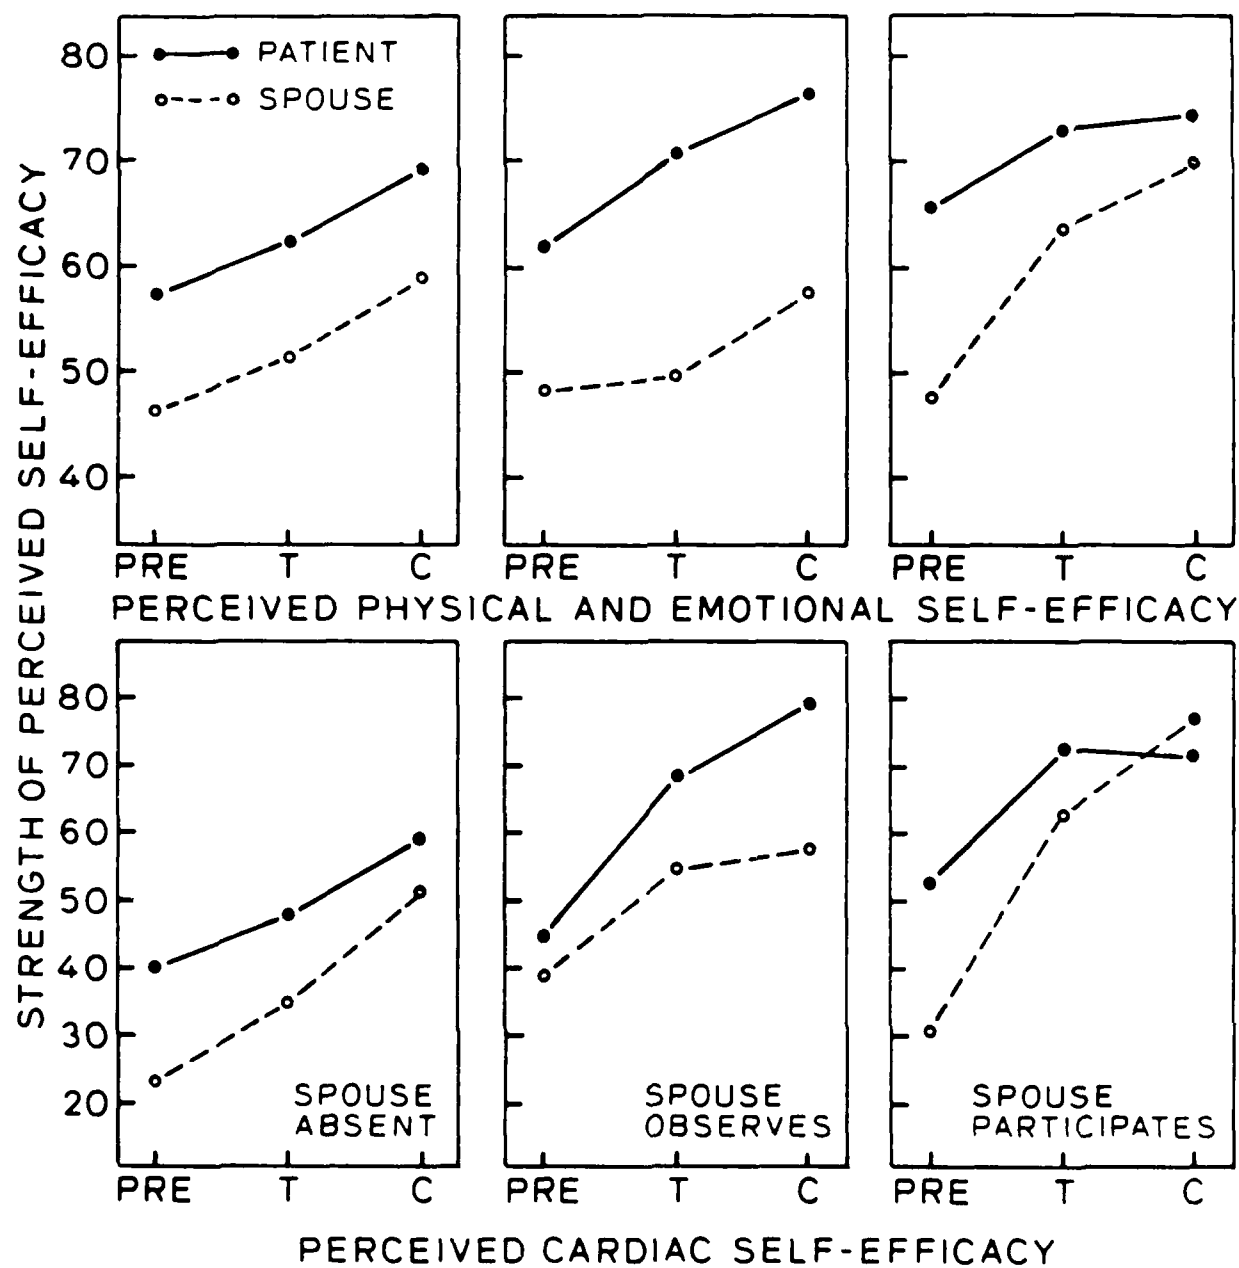 STRENGTH OF PERCEIVED SELF-EFFICACY
80
70
60
50
40
PATIENT
SPOUSE
PRE T C
PRE T C
PRE T C
PERCEIVED PHYSICAL AND EMOTIONAL SELF-EFFICACY
80
70
60
50
40
30
20
SPOUSE
ABSENT
SPOUSE
OBSERVES
SPOUSE
PARTICIPATES
PRE T C
PRE T C
PRE T C
PERCEIVED CARDIAC SELF-EFFICACY